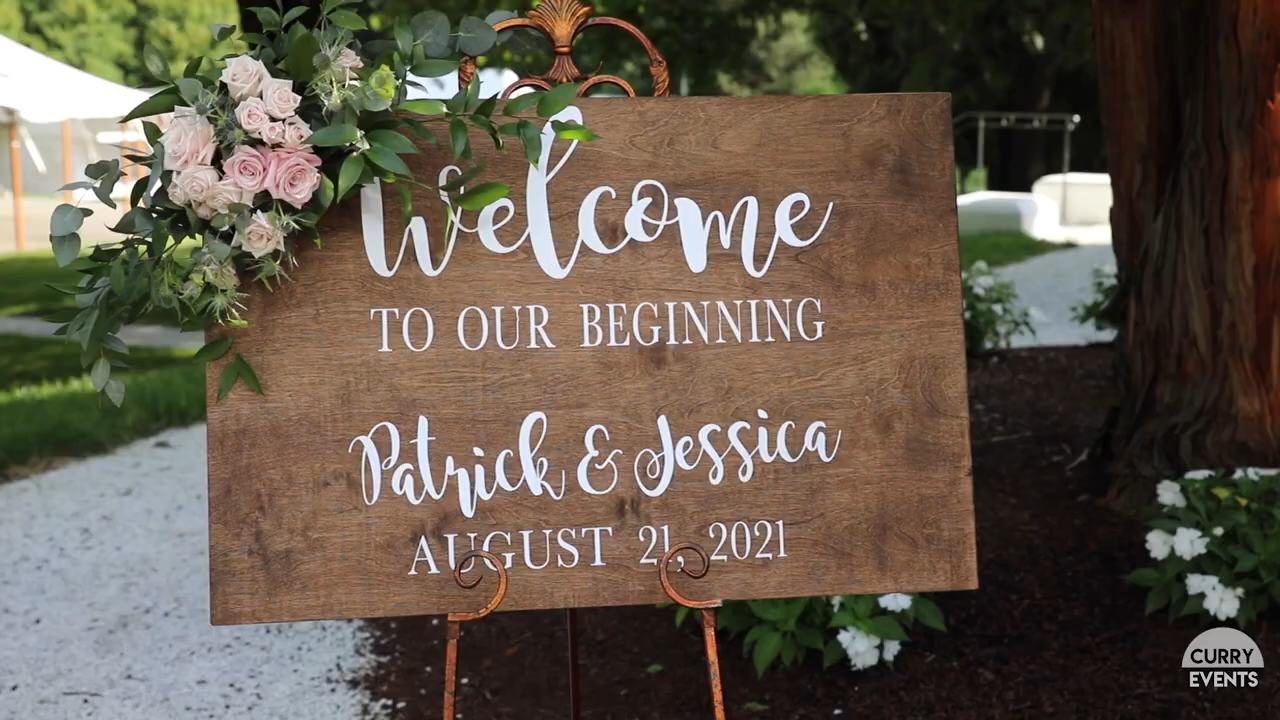 Welcome
TO OUR BEGINNING
Patrick & Jessica
AUGUST 21, 2021
CURRY
EVENTS